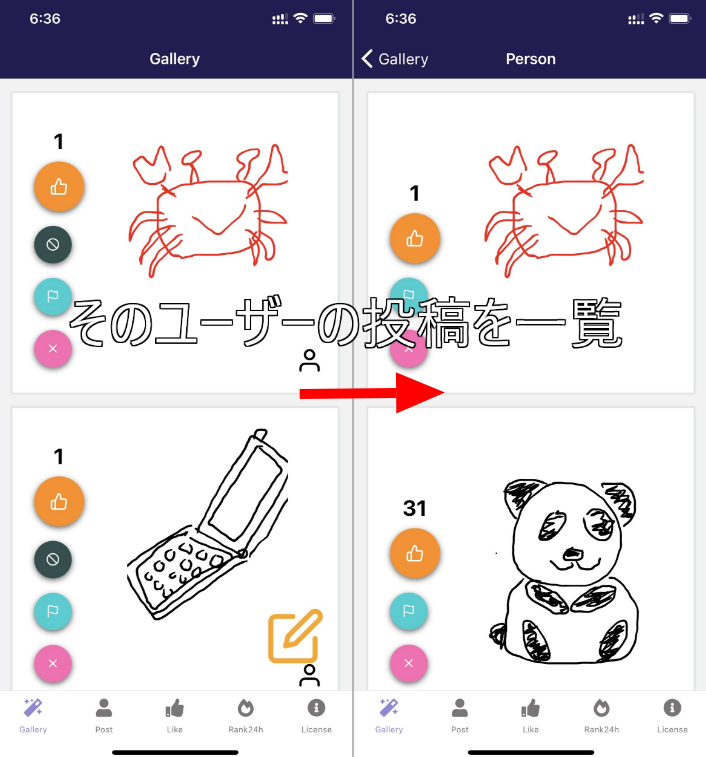 6:36
Gallery
1
1
Gallery
Post
Like
Rank24h
License
6:36
Gallery
Person
1
31
Gallery
Post
Like
Rank24h
License
そのユーザーの投稿を一覧